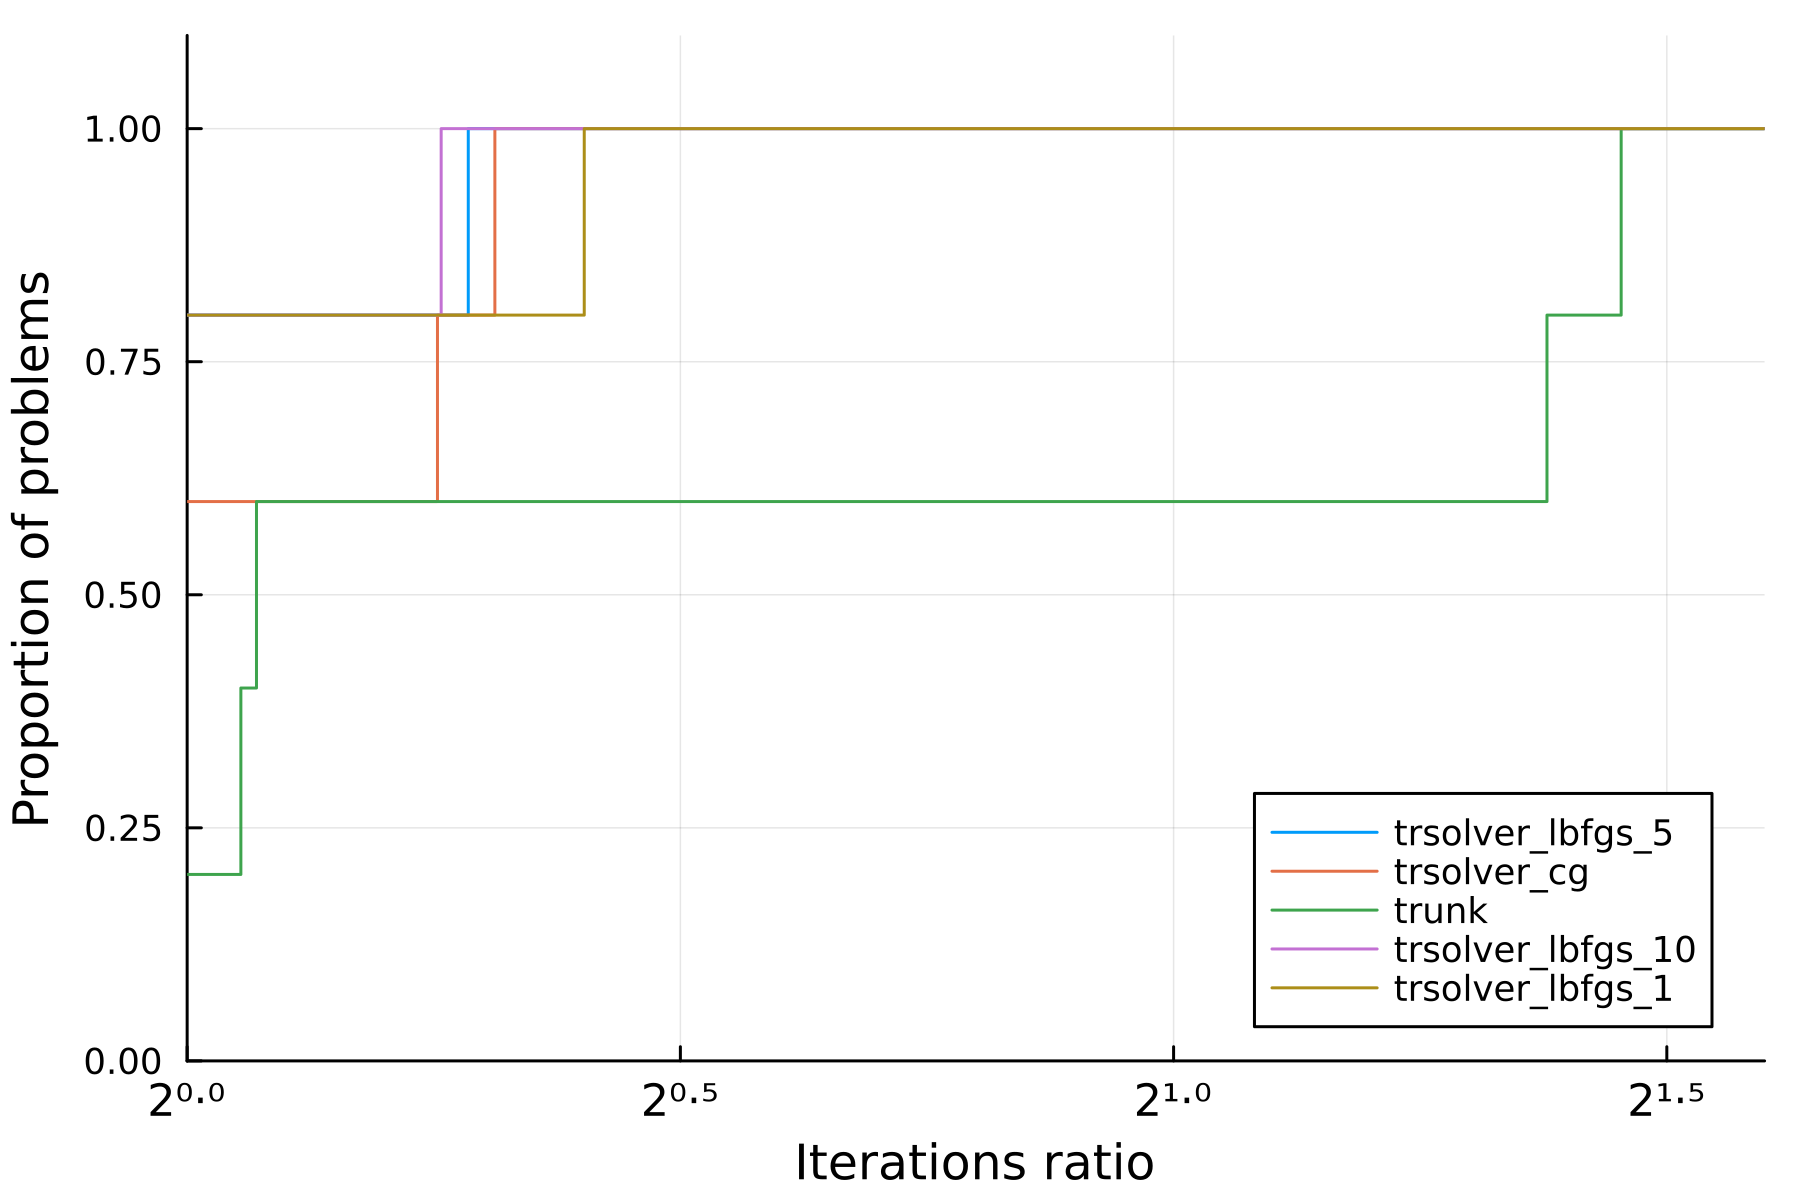 Proportion of problems
1.00
0.75
0.50
0.25
0.00
2⁰·⁰
2⁰·⁵
2¹·⁰
2¹·⁵
Iterations ratio
trsolver_lbfgs_5
trsolver_cg
trunk
trsolver_lbfgs_10
trsolver_lbfgs_1